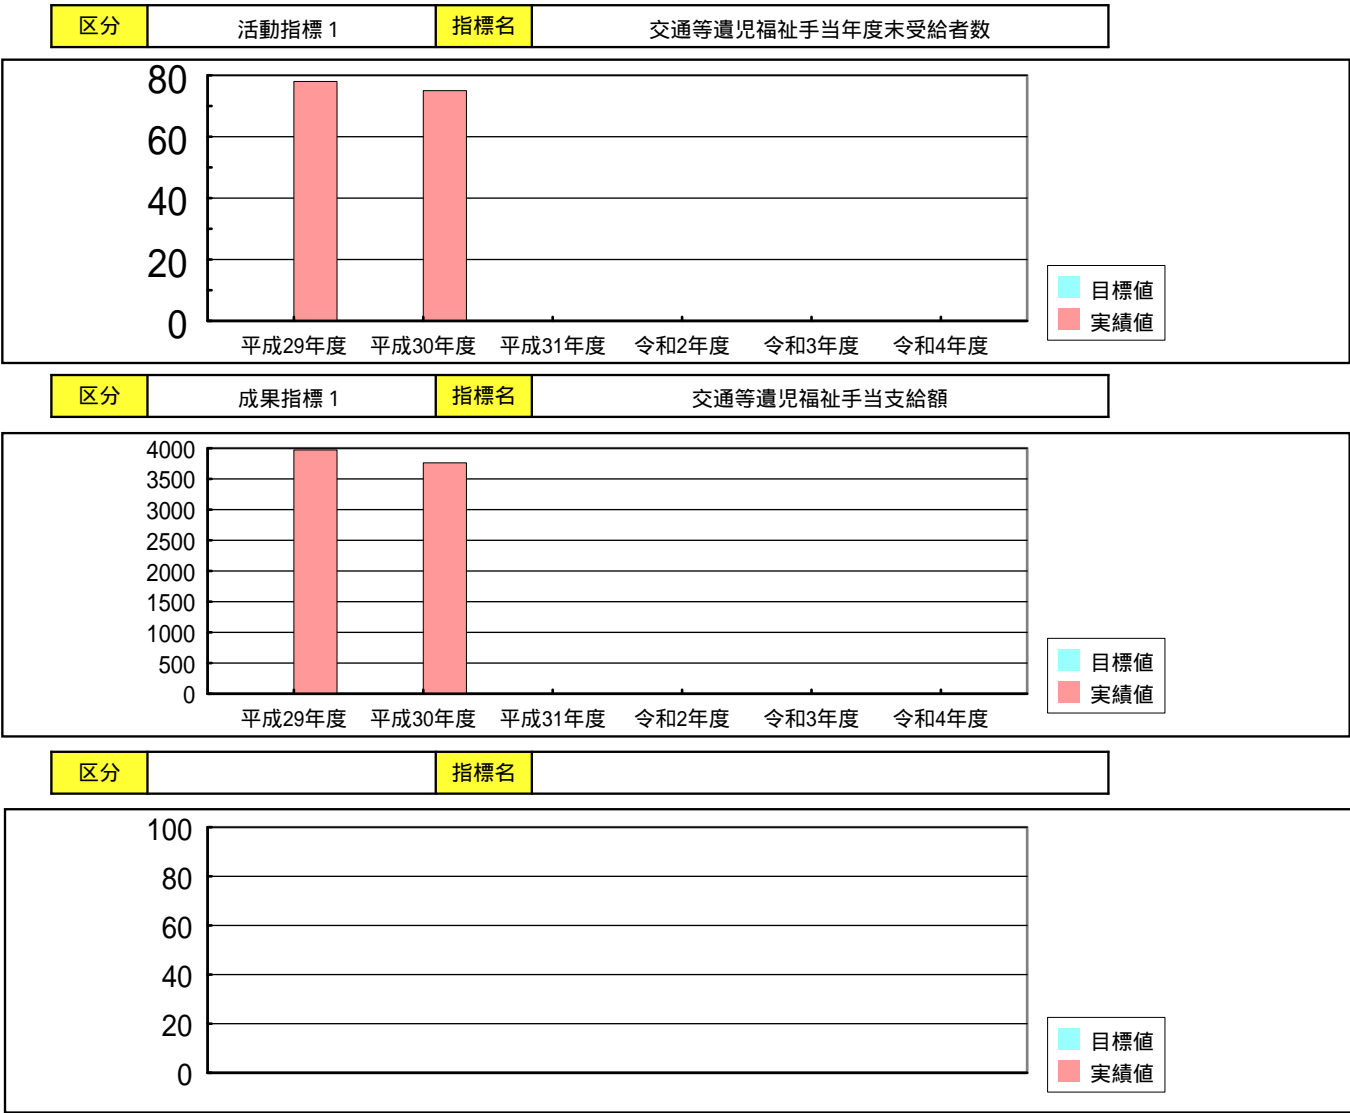 区分 活動指標1 指標名 交通等遺児福祉手当年度末受給者数
80
60
40
20
0
平成29年度 平成30年度 平成31年度 令和2年度 令和3年度 令和4年度
目標値
実績値
区分 成果指標1 指標名 交通等遺児福祉手当支給額
4000
3500
3000
2500
2000
1500
1000
500
0
平成29年度 平成30年度 平成31年度 令和2年度 令和3年度 令和4年度
目標値
実績値
区分 指標名
100
80
60
40
20
0
目標値
実績値